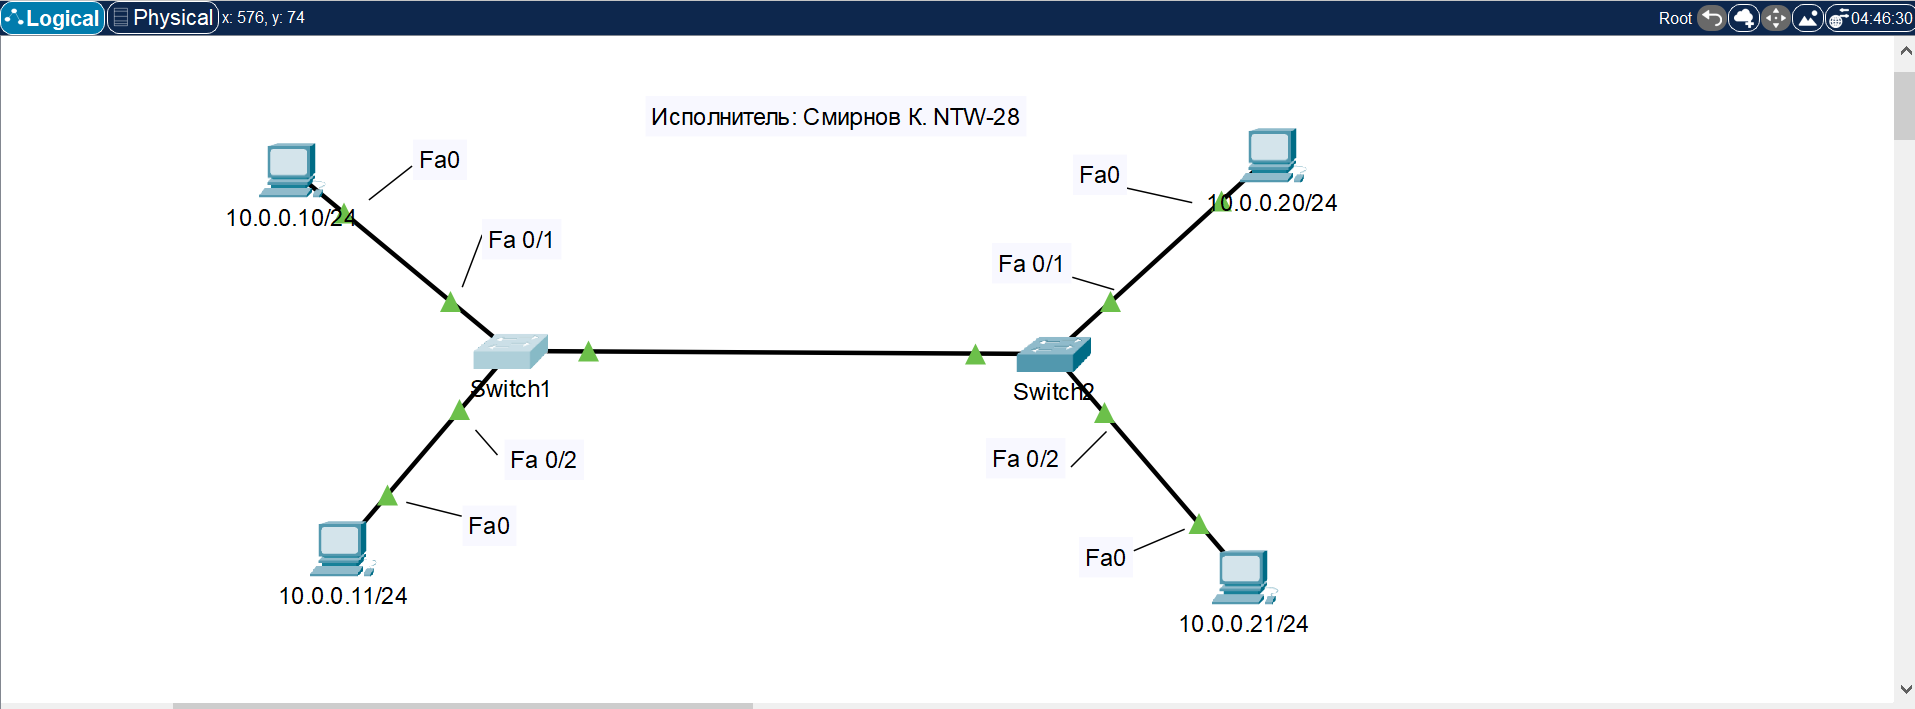 Logical Physical x: 576, y: 74 Root 04:46:30
Исполнитель: Смирнов К. NTW-28
Fa0
10.0.0.10/24
Fa 0/1
Fa0
10.0.0.20/24
Fa 0/1
Switch1
Switch2
Fa 0/2
Fa 0/2
Fa0
10.0.0.11/24
Fa0
10.0.0.21/24